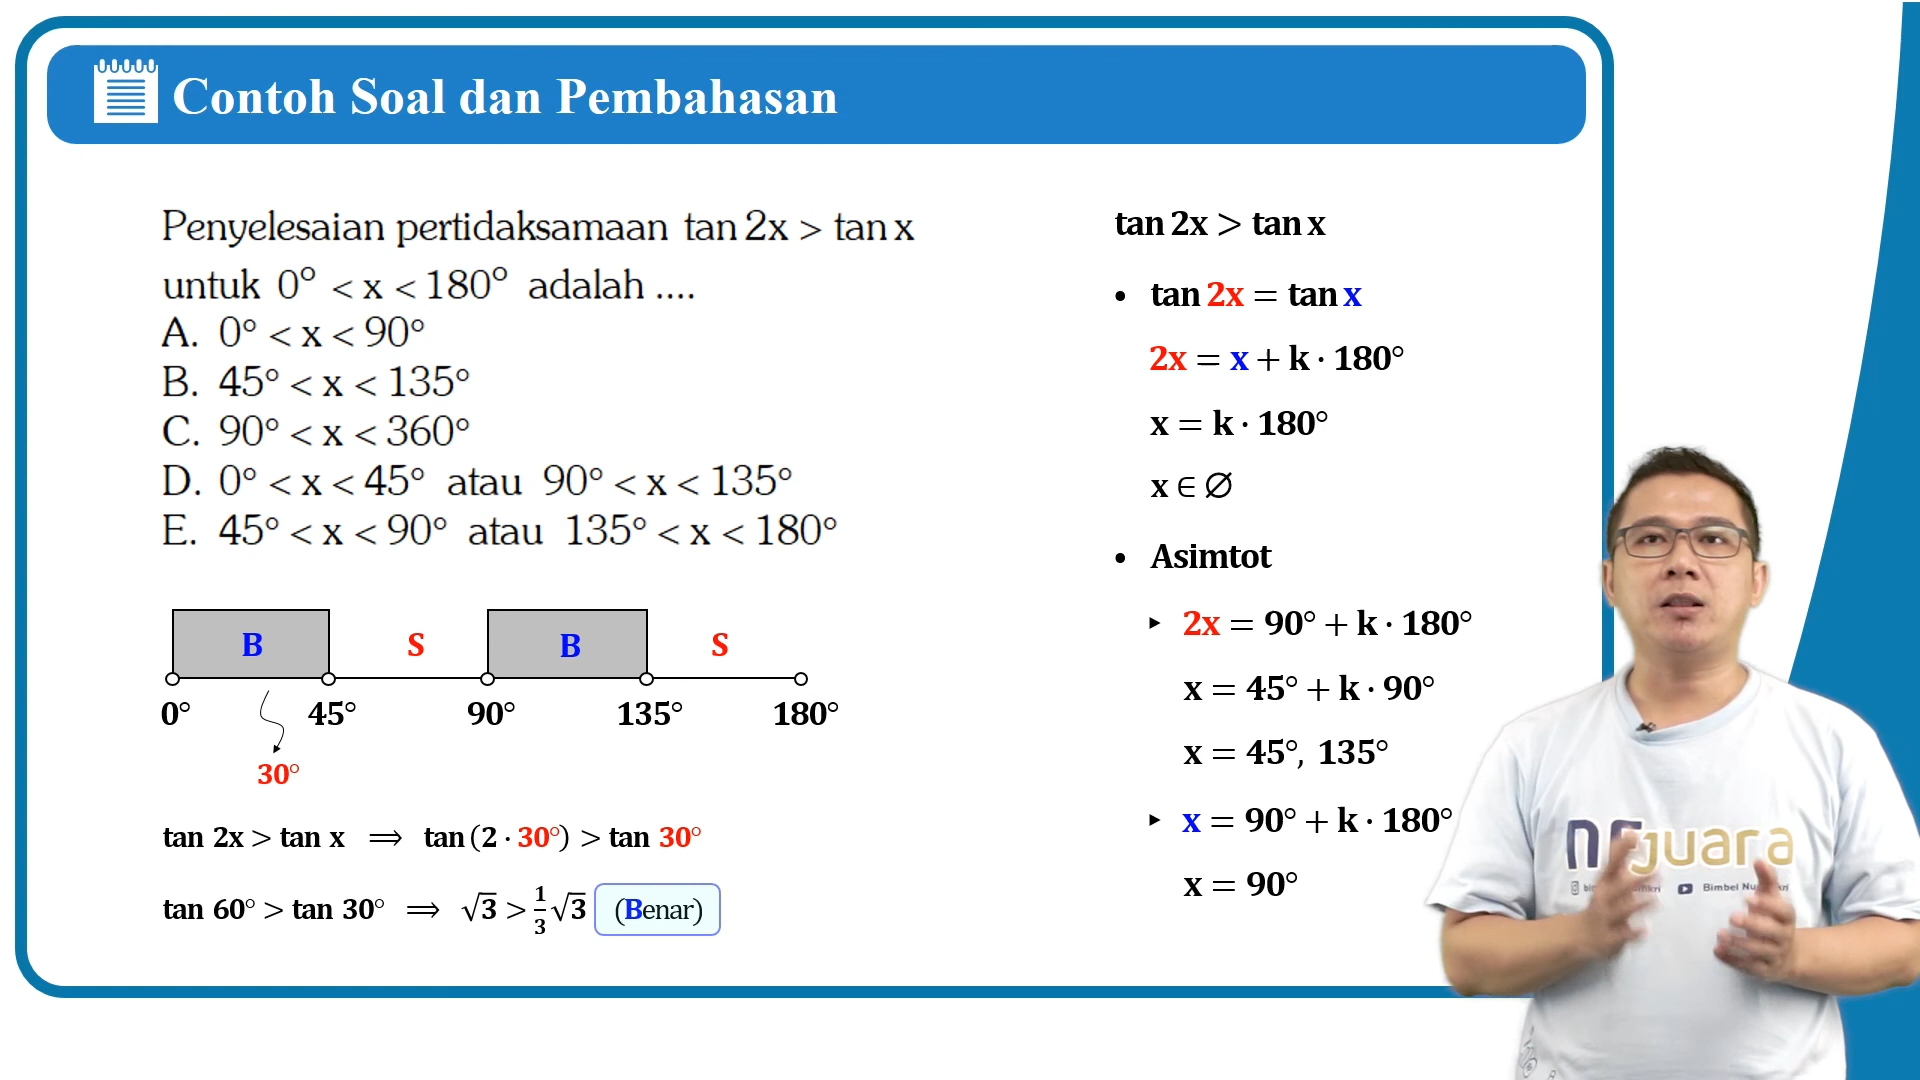 Contoh Soal dan Pembahasan
Penyelesaian pertidaksamaan tan 2x > tan x
untuk 0° < x < 180° adalah ....
A. 0° < x < 90°
B. 45° < x < 135°
C. 90° < x < 360°
D. 0° < x < 45° atau 90° < x < 135°
E. 45° < x < 90° atau 135° < x < 180°
B S B S
0° 45° 90° 135° 180°
30°
tan 2x > tan x ⟹ tan (2 · 30°) > tan 30°
tan 60° > tan 30° ⟹ √3 > 1/3 √3 (Benar)
tan 2x > tan x
• tan 2x = tan x
2x = x + k · 180°
x = k · 180°
x ∈ ∅
• Asimtot
▸ 2x = 90° + k · 180°
x = 45° + k · 90°
x = 45°, 135°
▸ x = 90° + k · 180°
x = 90°
nfjuara
Bimbel